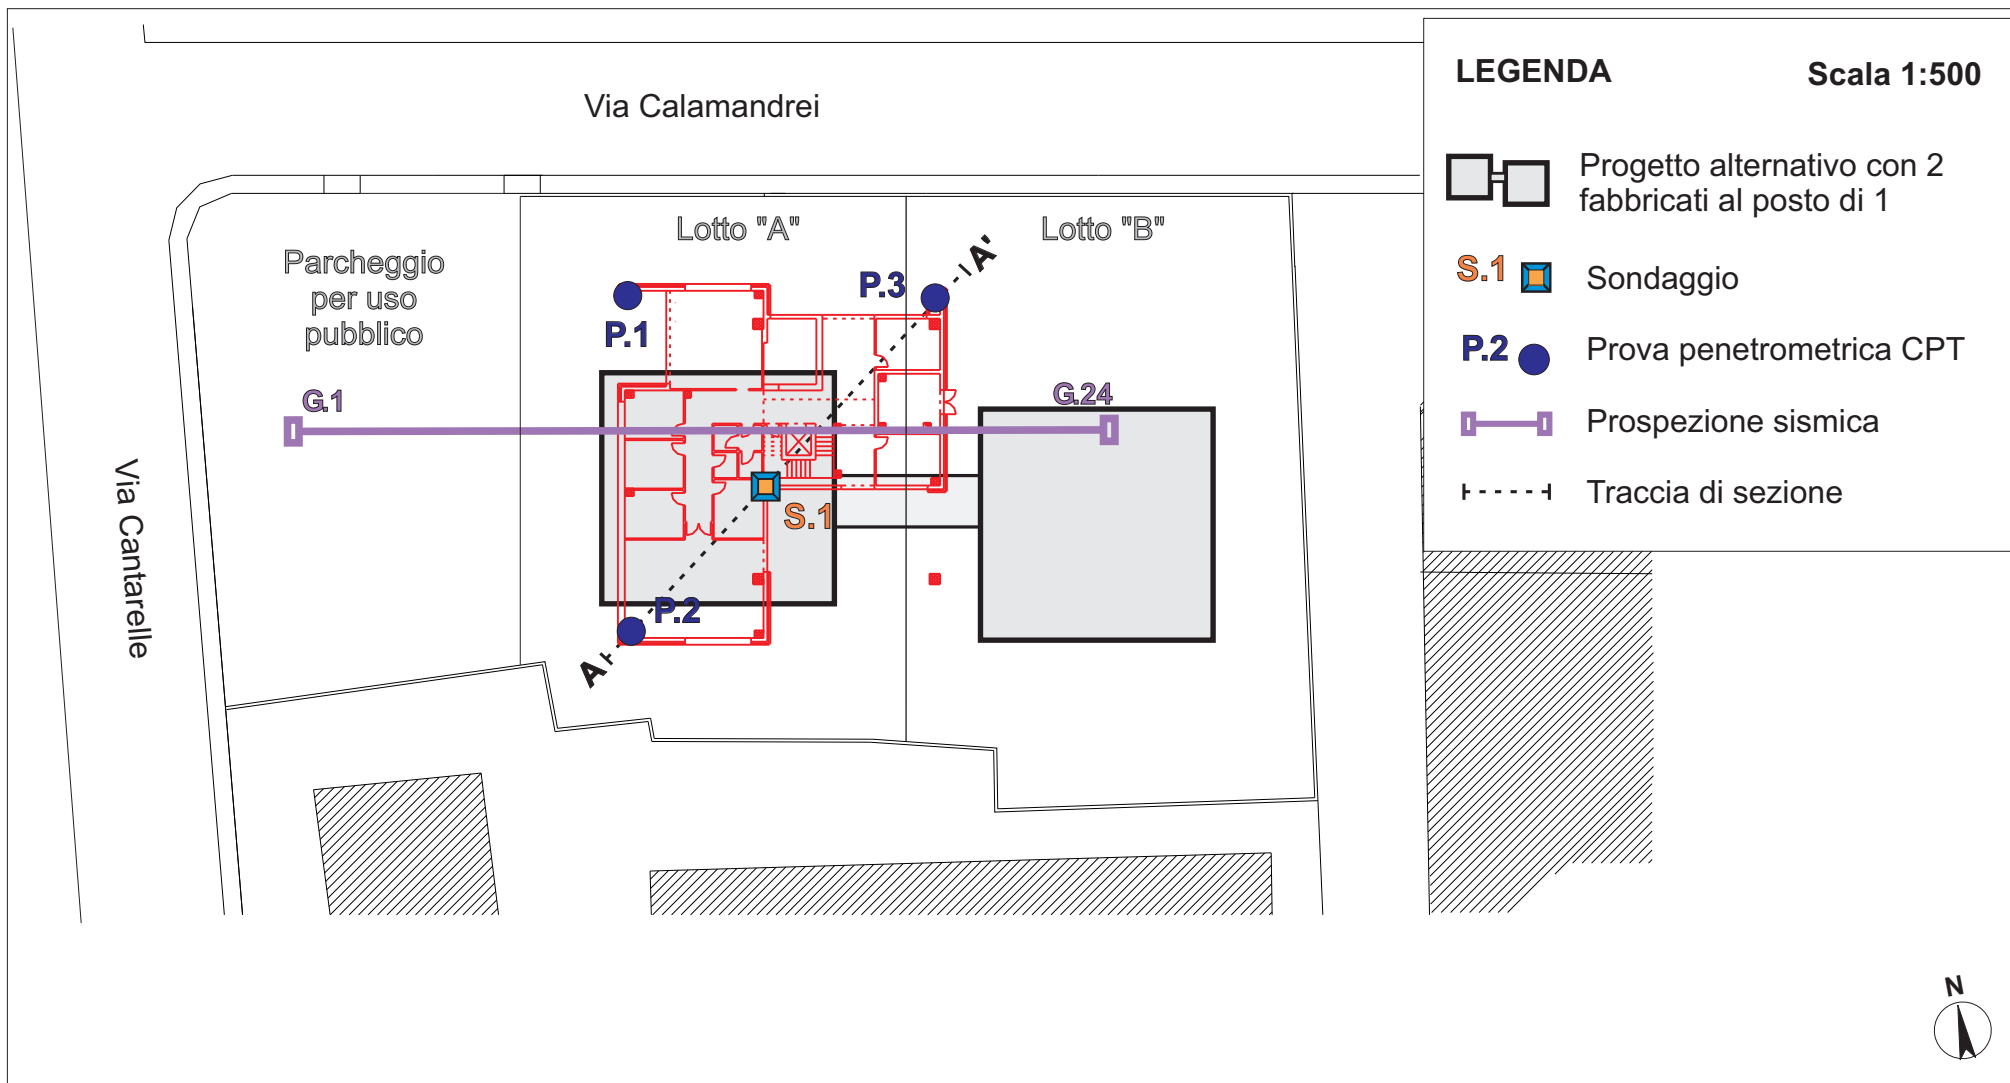 LEGENDA
Scala 1:500
Via Calamandrei
Progetto alternativo con 2
fabbricati al posto di 1
S.1
Sondaggio
P.2
Prova penetrometrica CPT
Prospezione sismica
Traccia di sezione
Lotto "A"
Lotto "B"
Parcheggio
per uso
pubblico
P.1
P.3
A'
G.1
G.24
S.1
P.2
A
Via Cantarelle
N